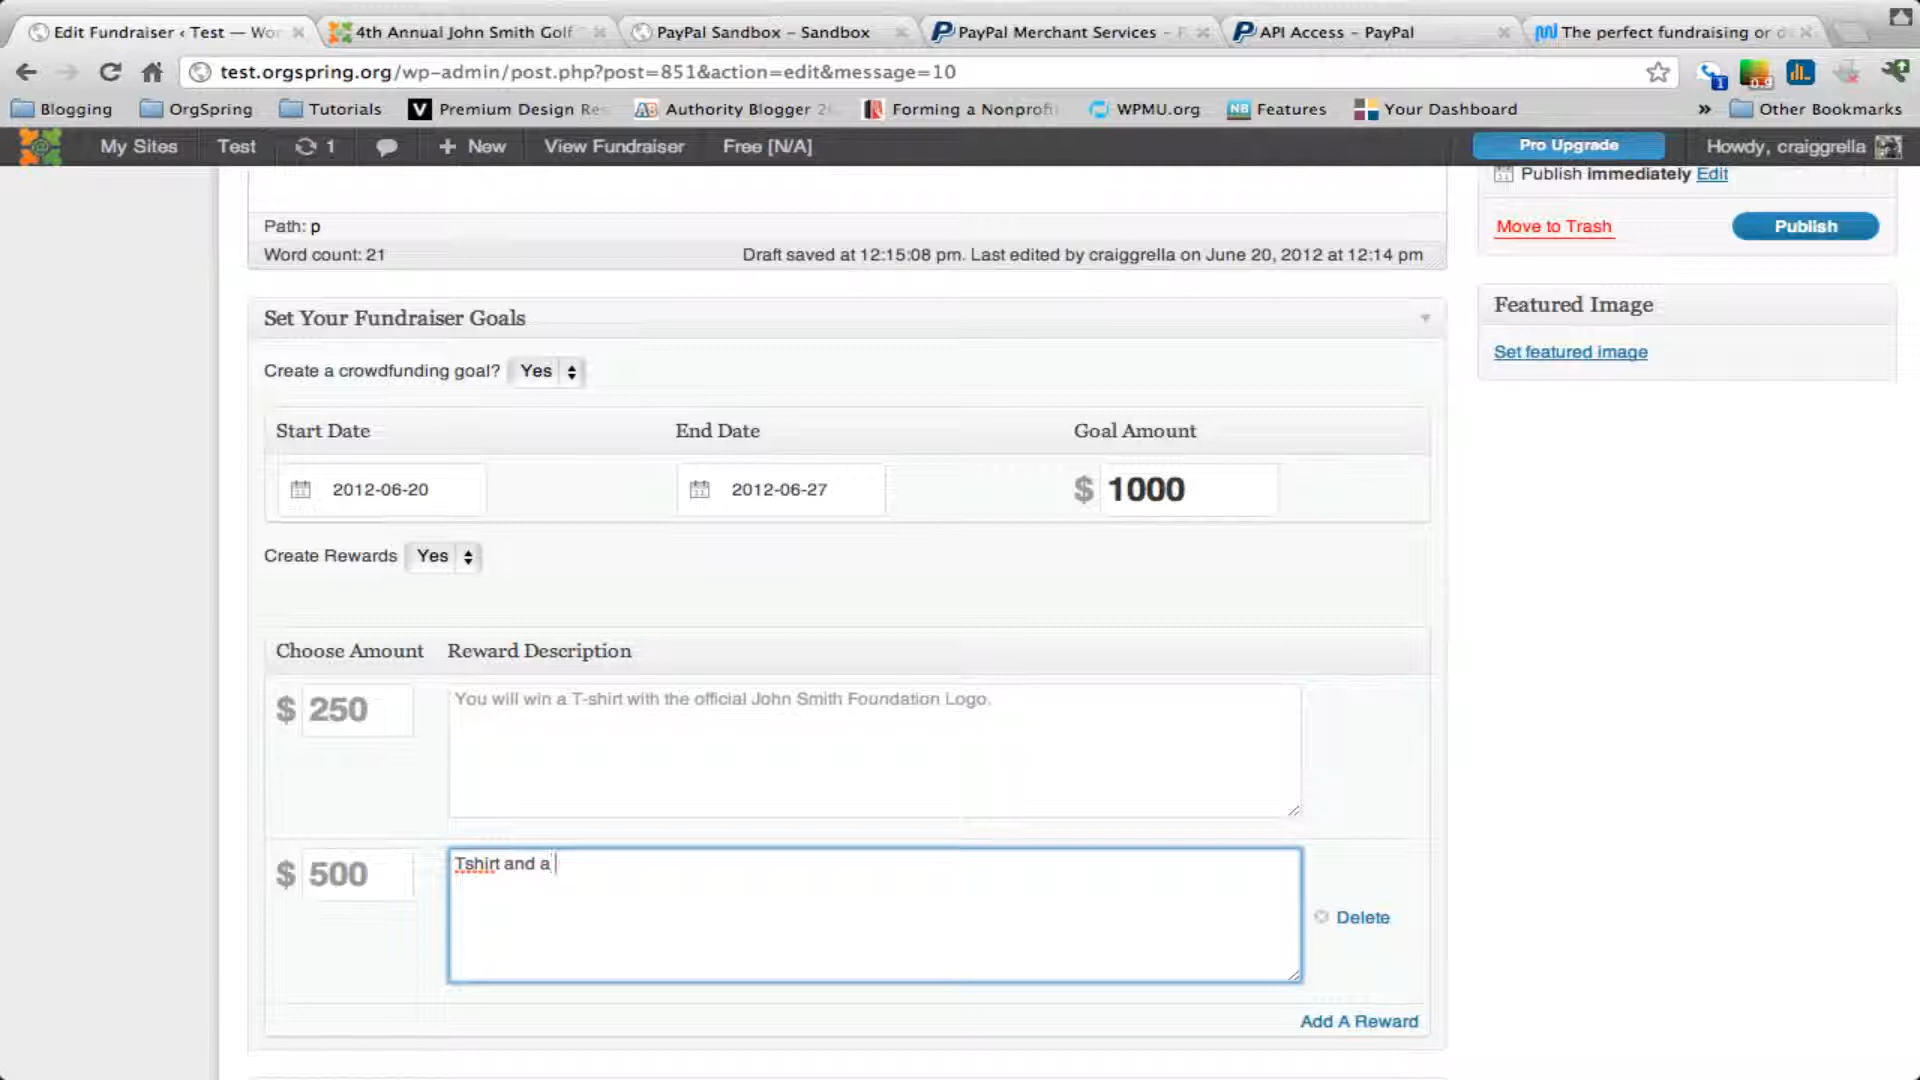 Edit Fundraiser ‹ Test — Wor
4th Annual John Smith Golf
PayPal Sandbox – Sandbox
PayPal Merchant Services –
API Access – PayPal
The perfect fundraising or d
test.orgspring.org/wp-admin/post.php?post=851&action=edit&message=10
1
Blogging
OrgSpring
Tutorials
Premium Design Re
Authority Blogger 2
Forming a Nonprofi
WPMU.org
NB Features
Your Dashboard
» Other Bookmarks
My Sites
Test
1
+ New
View Fundraiser
Free [N/A]
Pro Upgrade
Howdy, craiggrella
Publish immediately Edit
Path: p
Move to Trash
Publish
Word count: 21
Draft saved at 12:15:08 pm. Last edited by craiggrella on June 20, 2012 at 12:14 pm
Set Your Fundraiser Goals
Featured Image
Set featured image
Create a crowdfunding goal? Yes
Start Date
End Date
Goal Amount
2012-06-20
2012-06-27
$ 1000
Create Rewards Yes
Choose Amount
Reward Description
$ 250
You will win a T-shirt with the official John Smith Foundation Logo.
$ 500
Tshirt and a
Delete
Add A Reward